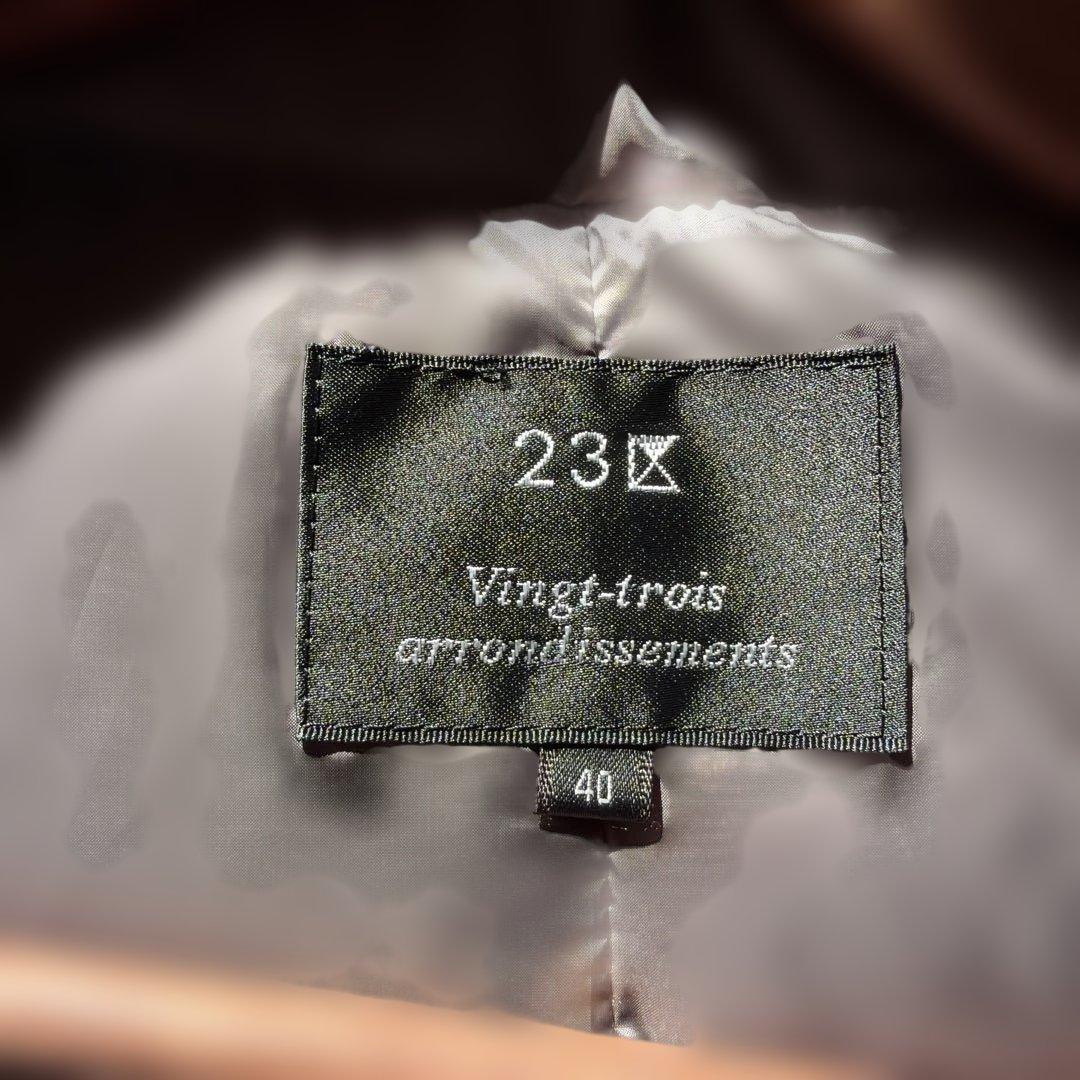 23区
Vingt-trois
arrondissements
40